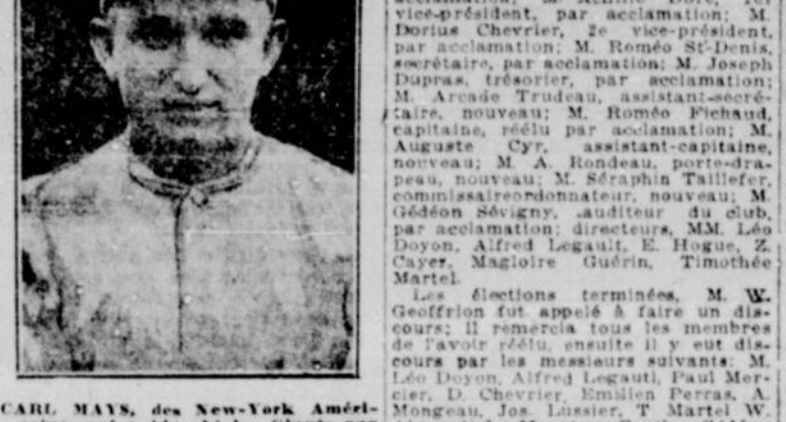 CARL MAYS, des New-York Améri-
acclamation; M. Achille Doré, 1er
vice-président, par acclamation; M.
Dorius Chevrier, 2e vice-président,
par acclamation; M. Roméo St-Denis,
secrétaire, par acclamation; M. Joseph
Dupras, trésorier, par acclamation;
M. Arcade Trudeau, assistant-secré-
taire, nouveau; M. Roméo Fichaud,
capitaine, réélu par acclamation; M.
Auguste Cyr, assistant-capitaine,
nouveau; M. A. Rondeau, porte-dra-
peau, nouveau; M. Séraphin Taillefer,
commissaireordonnateur, nouveau; M.
Gédéon Sévigny, auditeur du club,
par acclamation; directeurs, MM. Léo
Doyon, Alfred Legault, E. Hogue, Z.
Cayer, Magloire Guérin, Timothée
Martel.
Les élections terminées, M. W.
Geoffrion fut appelé à faire un dis-
cours; il remercia tous les membres
de l'avoir réélu, ensuite il y eut dis-
cours par les messieurs suivants: M.
Léo Doyon, Alfred Legautl, Paul Mer-
cier, D. Chevrier, Emilien Perras, A.
Mongeau, Jos. Lussier, T Martel W.